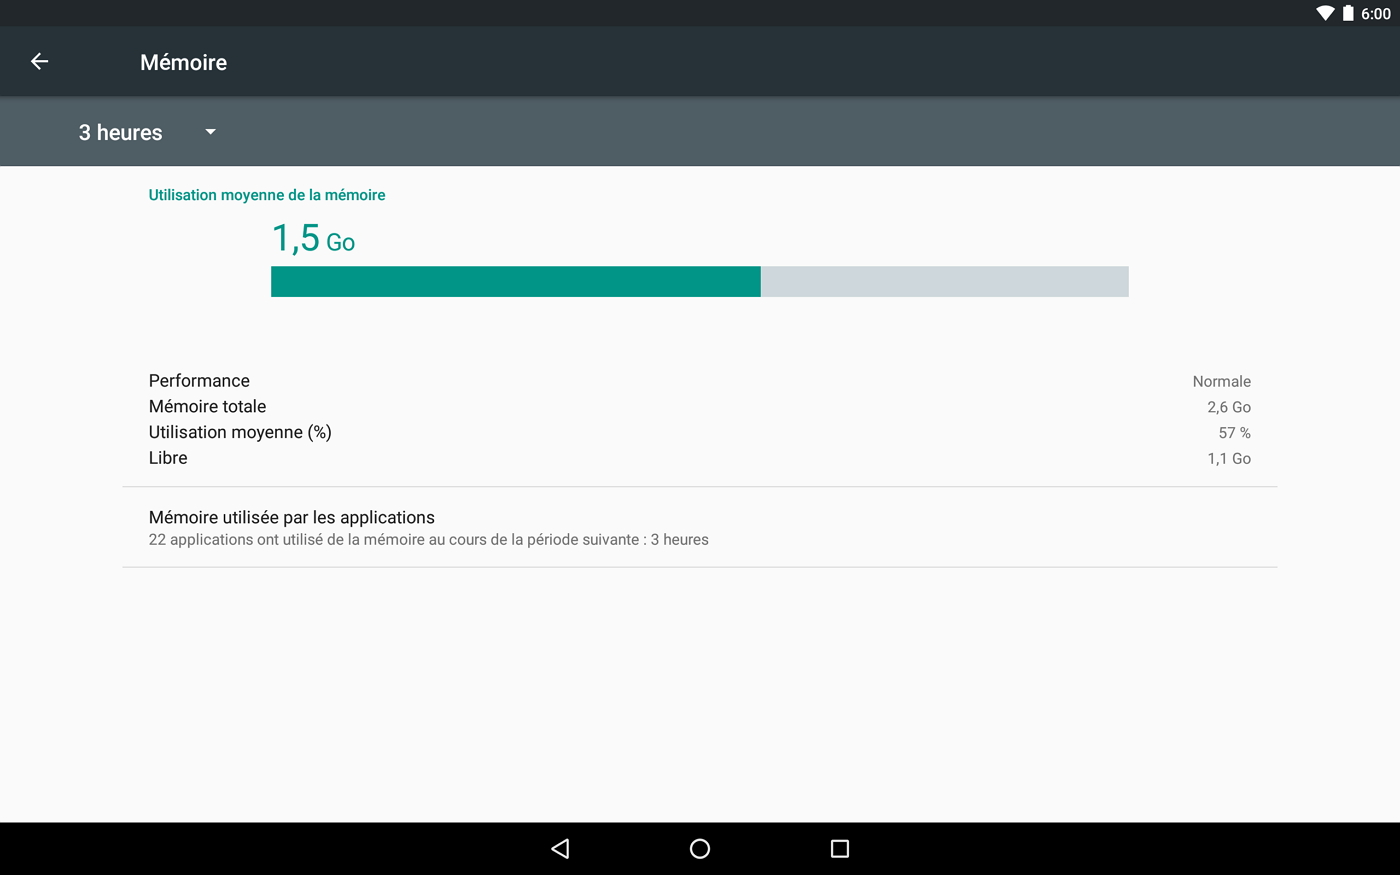 6:00
Mémoire
3 heures
Utilisation moyenne de la mémoire
1,5 Go
Performance Normale
Mémoire totale 2,6 Go
Utilisation moyenne (%) 57 %
Libre 1,1 Go
Mémoire utilisée par les applications
22 applications ont utilisé de la mémoire au cours de la période suivante : 3 heures